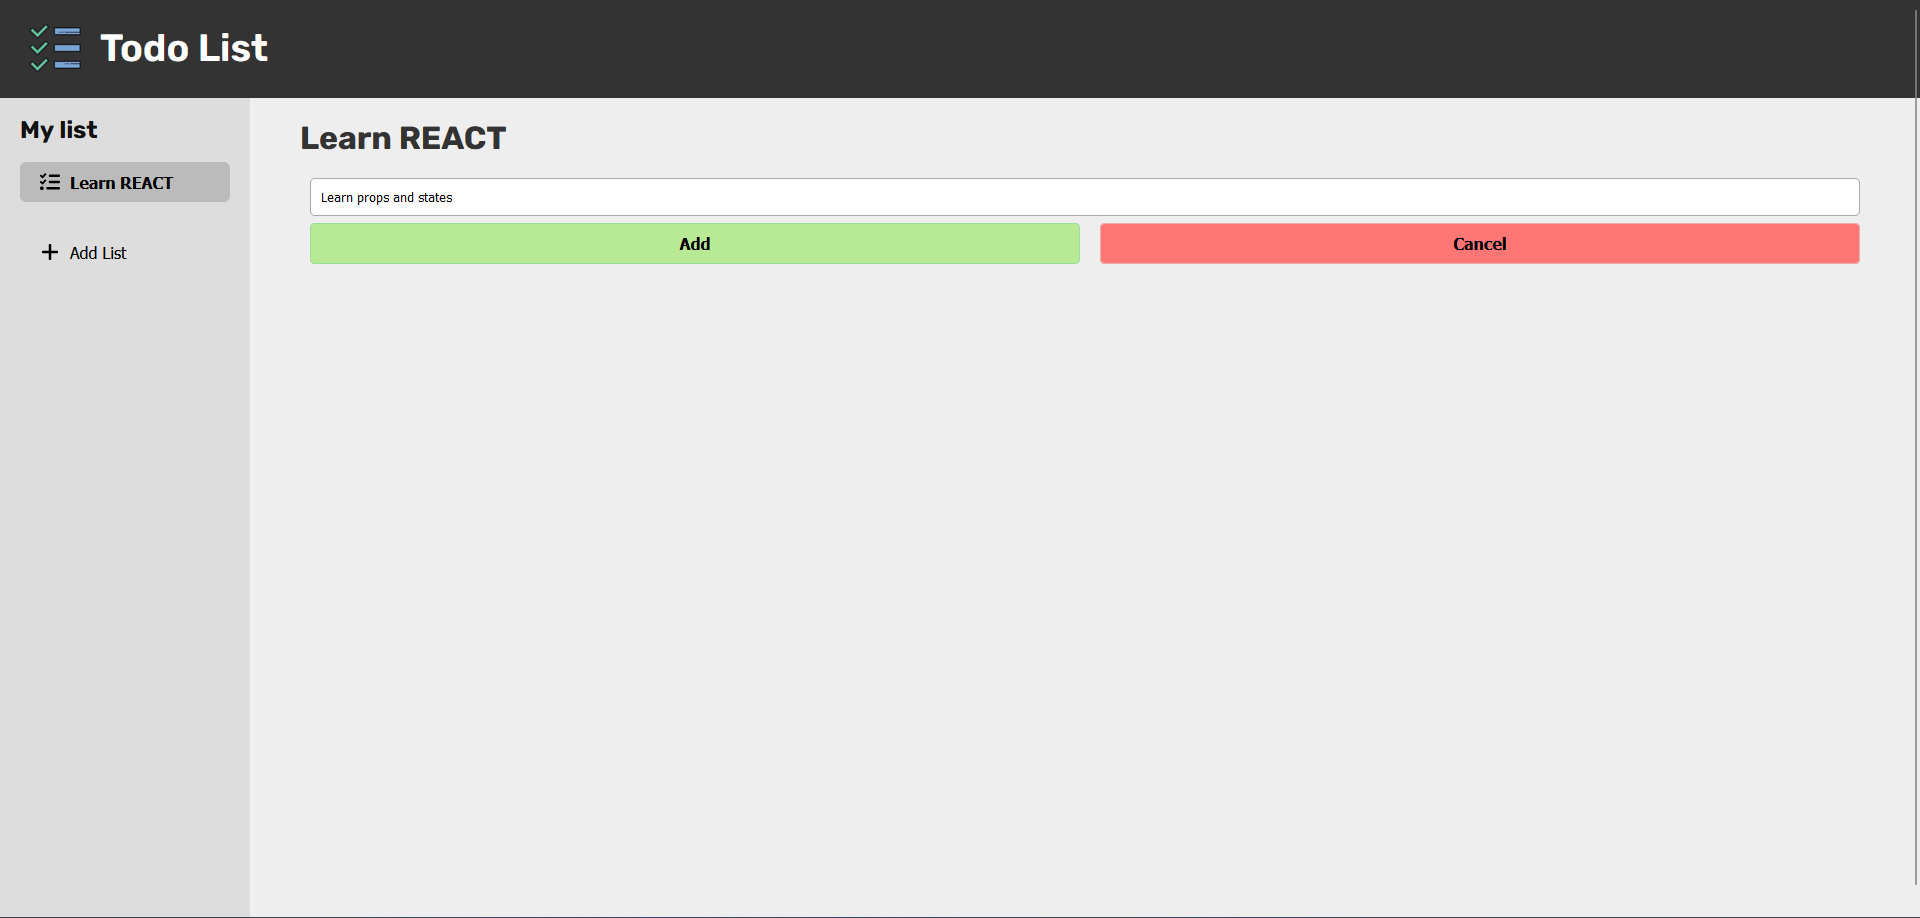 Todo List
My list
Learn REACT
Add List
Learn REACT
Learn props and states
Add
Cancel